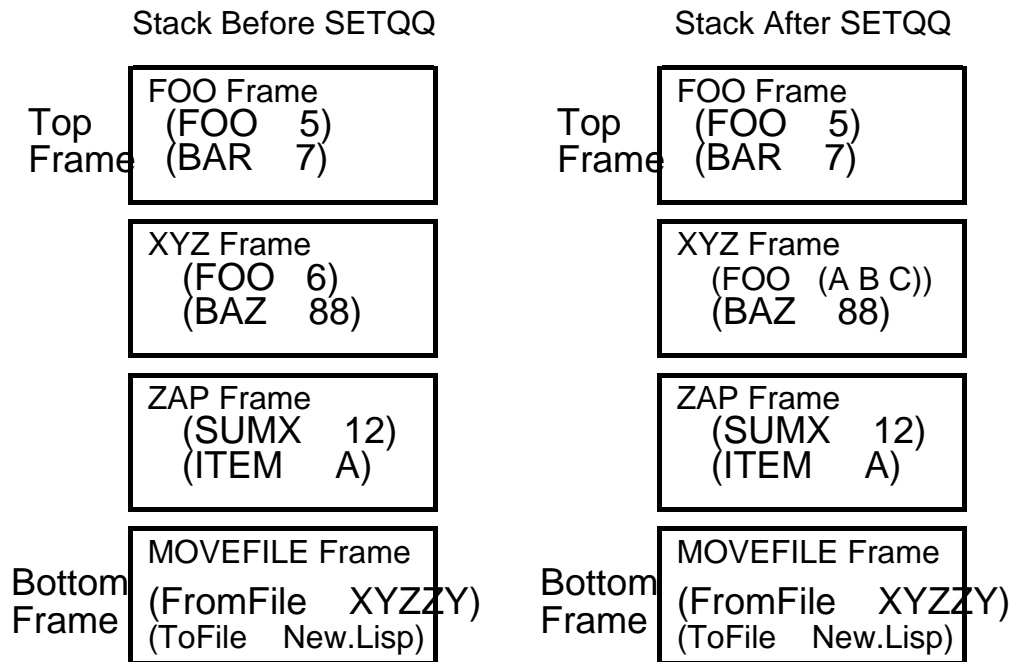 Stack Before SETQQ
Top
Frame
FOO Frame
(FOO 5)
(BAR 7)
XYZ Frame
(FOO 6)
(BAZ 88)
ZAP Frame
(SUMX 12)
(ITEM A)
Bottom
Frame
MOVEFILE Frame
(FromFile XYZZY)
(ToFile New.Lisp)
Stack After SETQQ
Top
Frame
FOO Frame
(FOO 5)
(BAR 7)
XYZ Frame
(FOO (A B C))
(BAZ 88)
ZAP Frame
(SUMX 12)
(ITEM A)
Bottom
Frame
MOVEFILE Frame
(FromFile XYZZY)
(ToFile New.Lisp)